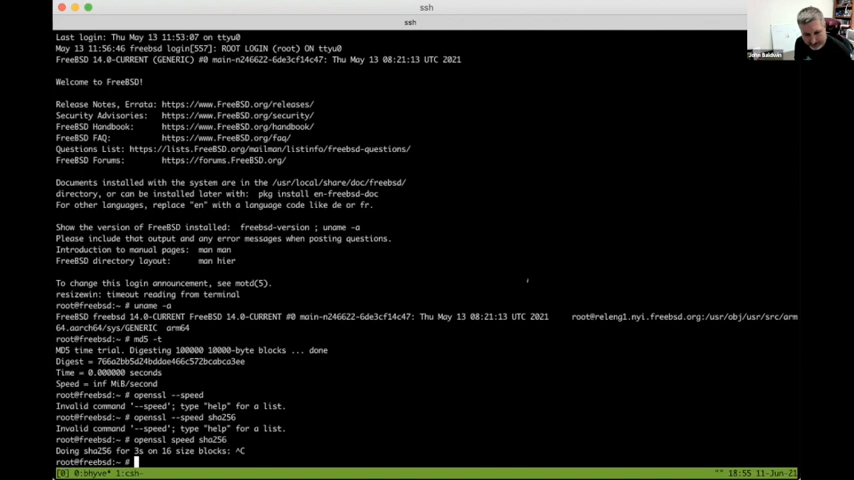 ssh
ssh
Last login: Thu May 13 11:53:07 on ttyu0
May 13 11:56:46 freebsd login[557]: ROOT LOGIN (root) ON ttyu0
FreeBSD 14.0-CURRENT (GENERIC) #0 main-n246622-6de3cf14c47: Thu May 13 08:21:13 UTC 2021
Welcome to FreeBSD!
Release Notes, Errata: https://www.FreeBSD.org/releases/
Security Advisories:   https://www.FreeBSD.org/security/
FreeBSD Handbook:      https://www.FreeBSD.org/handbook/
FreeBSD FAQ:           https://www.FreeBSD.org/faq/
Questions List: https://lists.FreeBSD.org/mailman/listinfo/freebsd-questions/
FreeBSD Forums:        https://forums.FreeBSD.org/
Documents installed with the system are in the /usr/local/share/doc/freebsd/
directory, or can be installed later with:  pkg install en-freebsd-doc
For other languages, replace "en" with a language code like de or fr.
Show the version of FreeBSD installed:  freebsd-version ; uname -a
Please include that output and any error messages when posting questions.
Introduction to manual pages:  man man
FreeBSD directory layout:      man hier
To change this login announcement, see motd(5).
resizewin: timeout reading from terminal
root@freebsd:~ # uname -a
FreeBSD freebsd FreeBSD 14.0-CURRENT FreeBSD 14.0-CURRENT #0 main-n246622-6de3cf14c47: Thu May 13 08:21:13 UTC 2021     root@releng1.nyi.freebsd.org:/usr/obj/usr/src/arm
64.aarch64/sys/GENERIC  arm64
root@freebsd:~ # md5 -t
MD5 time trial. Digesting 100000 10000-byte blocks ... done
Digest = 766a2bb5d24bddae466c572bcabca3ee
Time = 0.000000 seconds
Speed = inf MiB/second
root@freebsd:~ # openssl --speed
Invalid command '--speed'; type "help" for a list.
root@freebsd:~ # openssl --speed sha256
Invalid command '--speed'; type "help" for a list.
root@freebsd:~ # openssl speed sha256
Doing sha256 for 3s on 16 size blocks: ^C
root@freebsd:~ #
[0] 0:bhyve* 1:csh-                "" 18:55 11-Jun-21
John Baldwin